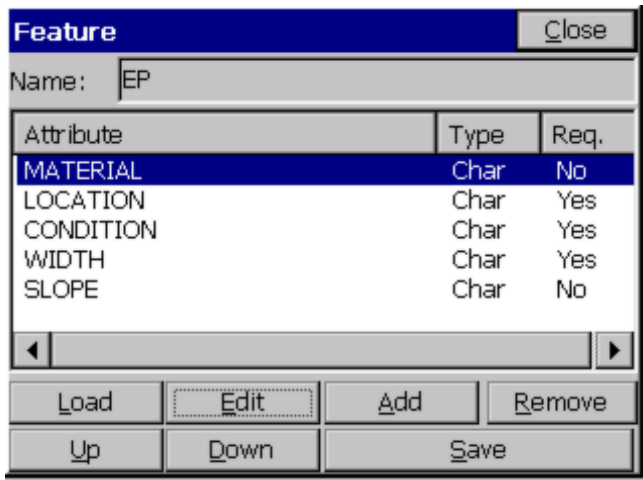 Feature Close
Name: EP
Attribute Type Req.
MATERIAL Char No
LOCATION Char Yes
CONDITION Char Yes
WIDTH Char Yes
SLOPE Char No
Load Edit Add Remove
Up Down Save